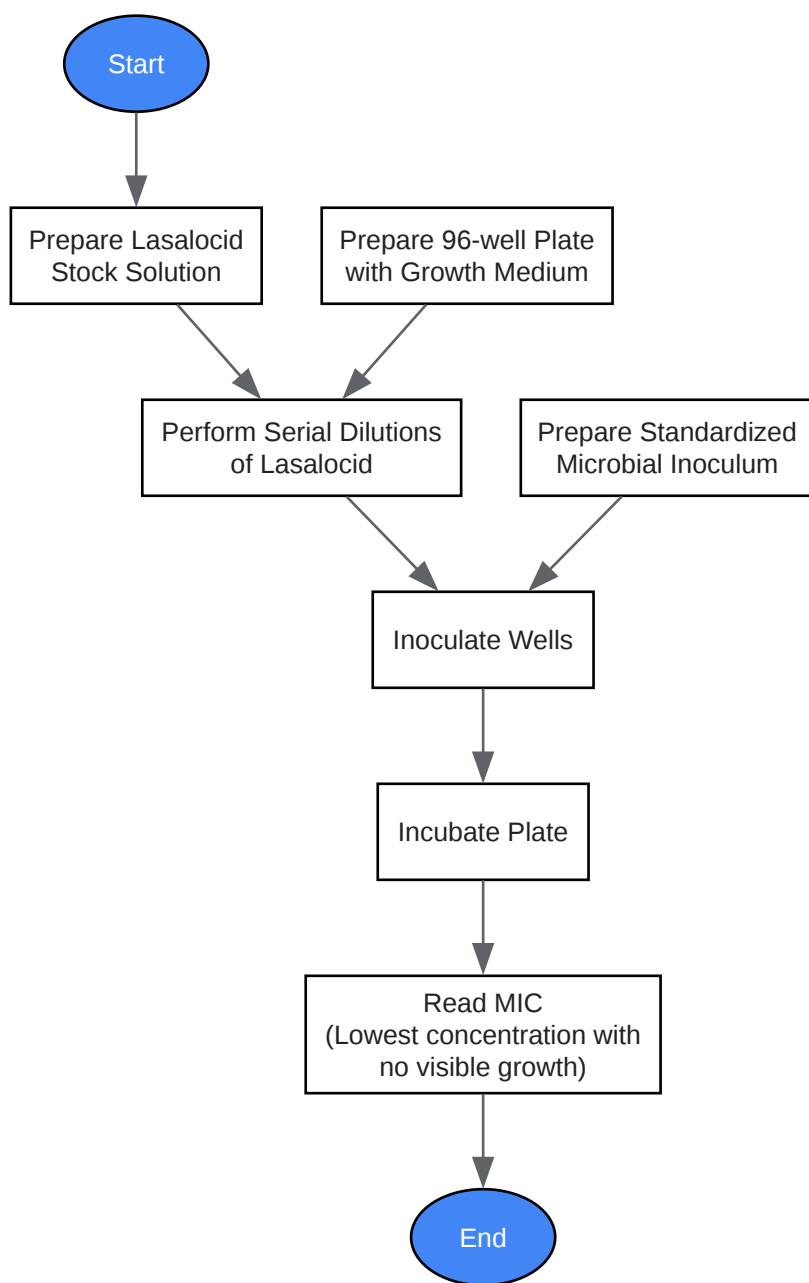 Start
Prepare Lasalocid
Stock Solution
Prepare 96-well Plate
with Growth Medium
Perform Serial Dilutions
of Lasalocid
Prepare Standardized
Microbial Inoculum
Inoculate Wells
Incubate Plate
Read MIC
(Lowest concentration with
no visible growth)
End